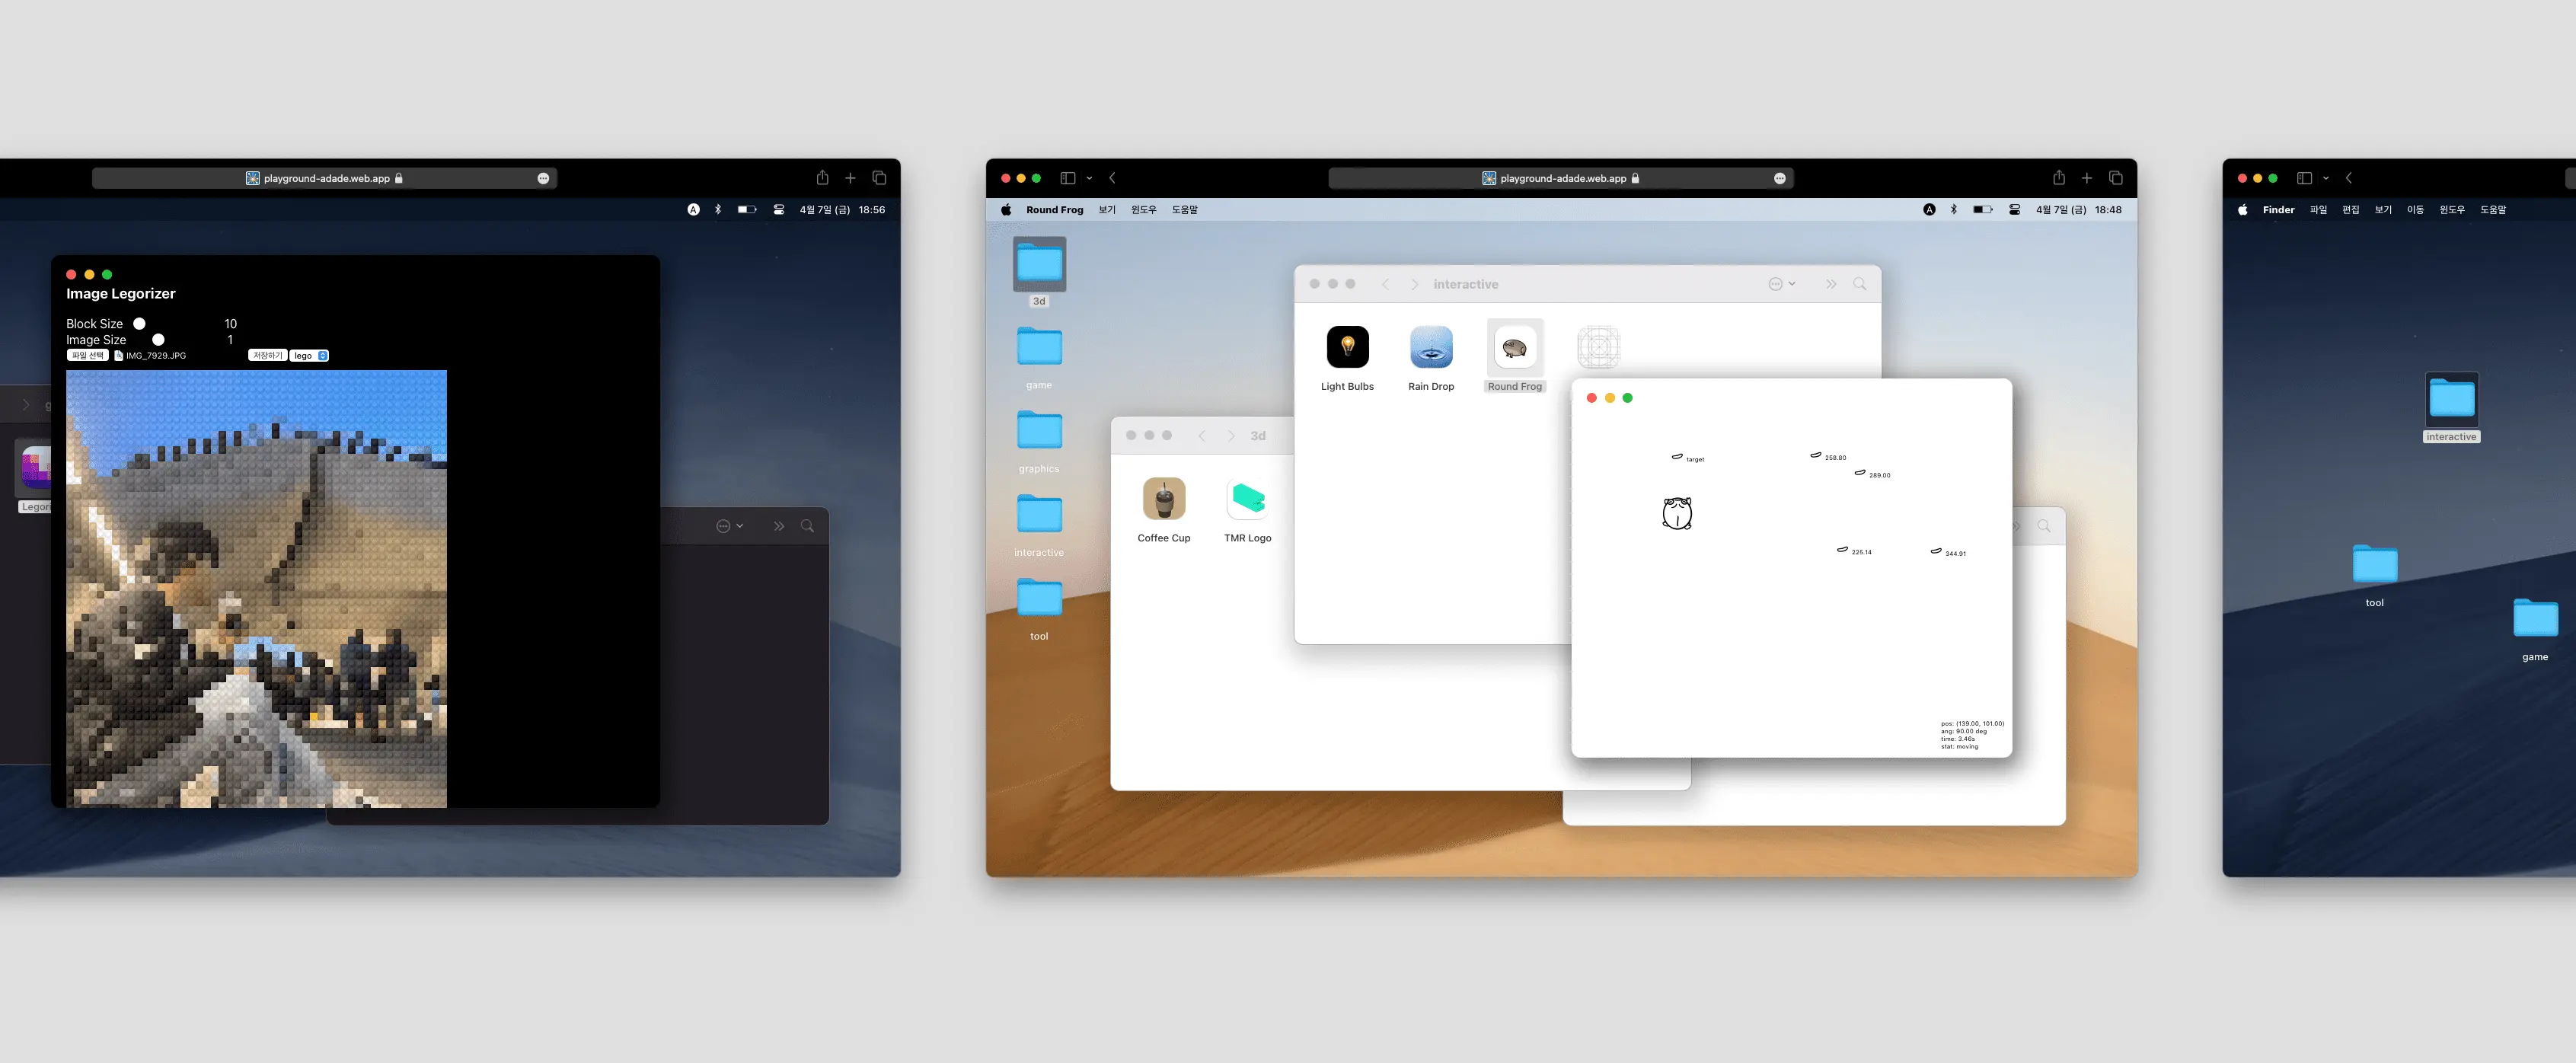 playground-adade.web.app
4월 7일 (금) 18:56
Image Legorizer
Block Size 10
Image Size 1
파일 선택 IMG_7929.JPG 저장하기 lego
playground-adade.web.app
Round Frog 보기 윈도우 도움말
4월 7일 (금) 18:48
3d
game
graphics
interactive
tool
interactive
Light Bulbs Rain Drop Round Frog
3d
Coffee Cup TMR Logo
target
258.80
289.00
225.14
344.91
pos: (139.00, 101.00)
ang: 90.00 deg
time: 3.46s
stat: moving
Finder 파일 편집 보기 이동 윈도우 도움말
interactive
tool
game